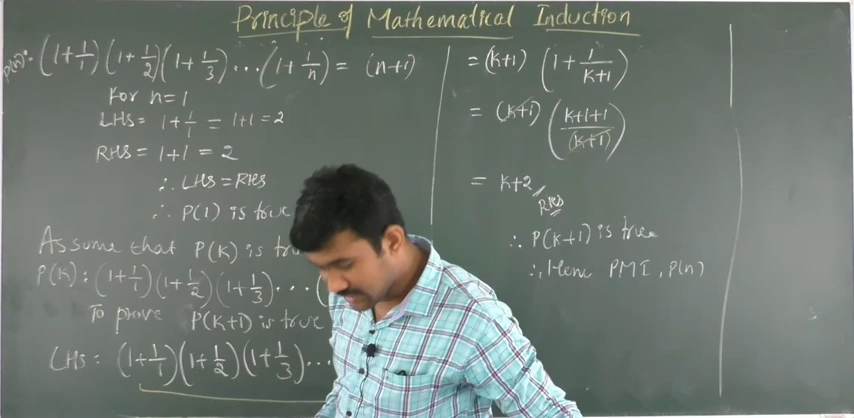 Principle of Mathematical Induction
P(n): (1+1/1)(1+1/2)(1+1/3)...(1+1/n) = (n+1)
For n=1
LHS = 1+1/1 = 1+1=2
RHS = 1+1 = 2
∴ LHS=RHS
∴ P(1) is true
Assume that P(K) is
P(K): (1+1/1)(1+1/2)(1+1/3)...(
To prove P(K+1) is true
LHS = (1+1/1)(1+1/2)(1+1/3)...
= (K+1) (1+1/K+1)
= (K+1) (K+1+1/(K+1))
= K+2
RHS
∴ P(K+1) is true
∴ PMI, P(n)